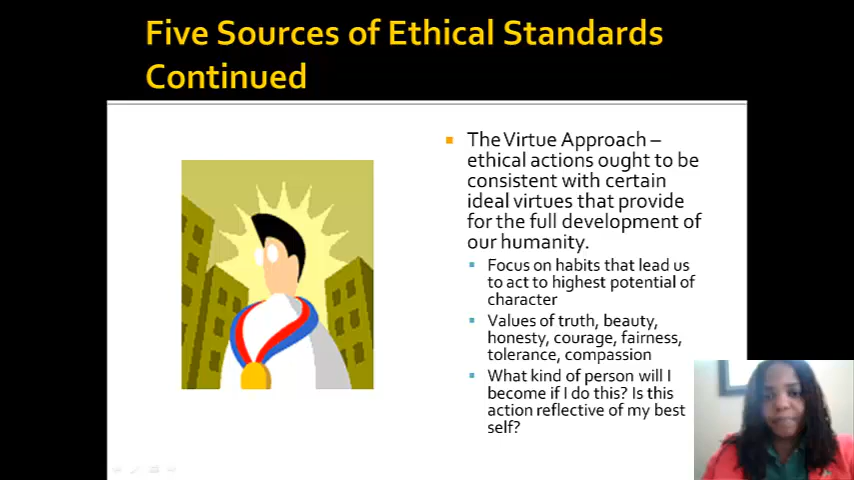 Five Sources of Ethical Standards
Continued
The Virtue Approach –
ethical actions ought to be
consistent with certain
ideal virtues that provide
for the full development of
our humanity.
Focus on habits that lead us
to act to highest potential of
character
Values of truth, beauty,
honesty, courage, fairness,
tolerance, compassion
What kind of person will I
become if I do this? Is this
action reflective of my best
self?